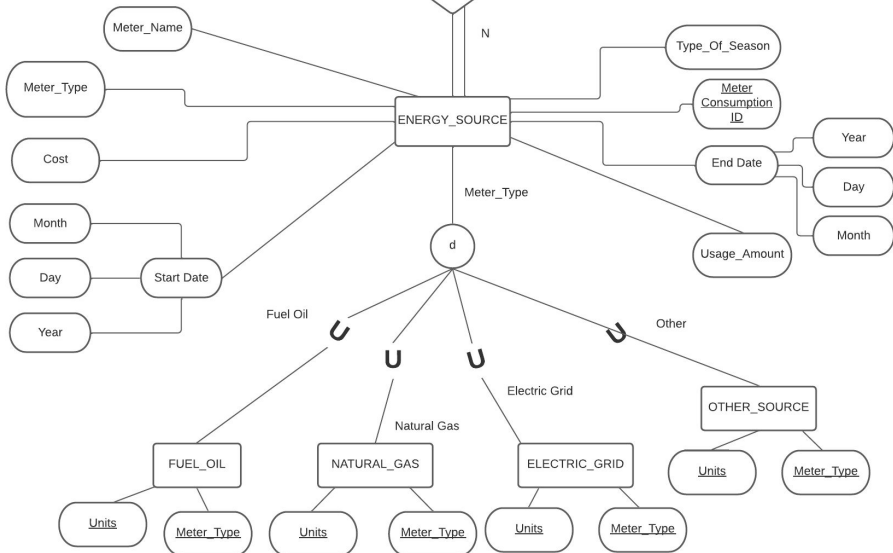 N
Meter_Name
Type_Of_Season
Meter_Type
Meter
Consumption
ID
ENERGY_SOURCE
Year
Cost
End Date
Day
Meter_Type
Month
Month
d
Usage_Amount
Day
Start Date
Year
Fuel Oil
U
U
U
U
Other
Electric Grid
OTHER_SOURCE
Natural Gas
FUEL_OIL
NATURAL_GAS
ELECTRIC_GRID
Units
Meter_Type
Units
Meter_Type
Units
Meter_Type
Units
Meter_Type